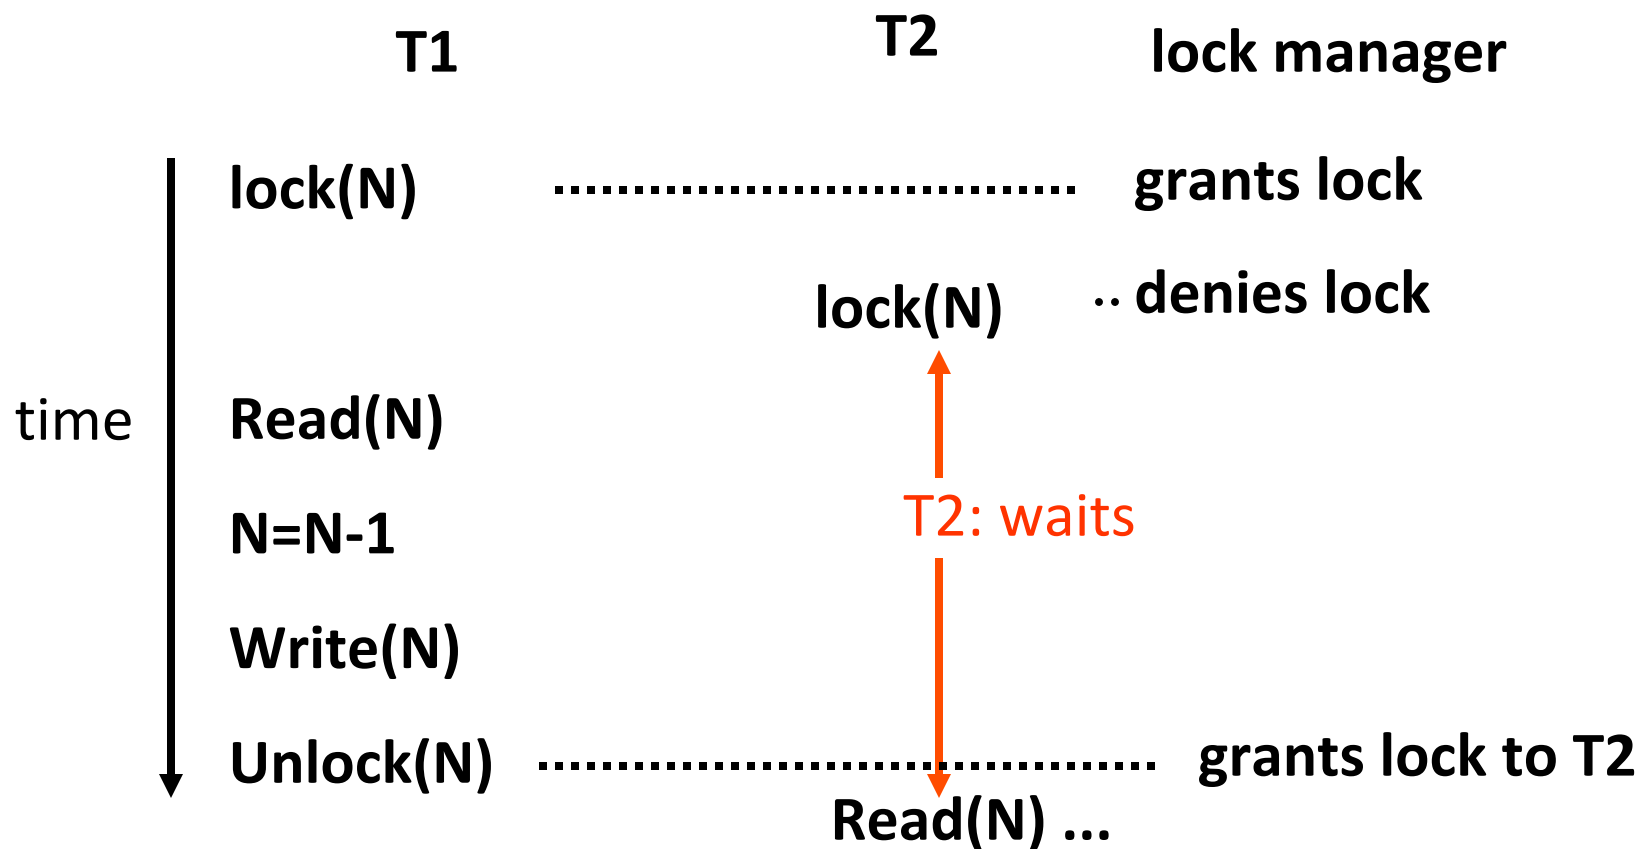 T1 T2 lock manager
lock(N) grants lock
lock(N) .. denies lock
time Read(N)
N=N-1 T2: waits
Write(N)
Unlock(N) grants lock to T2
Read(N) ...